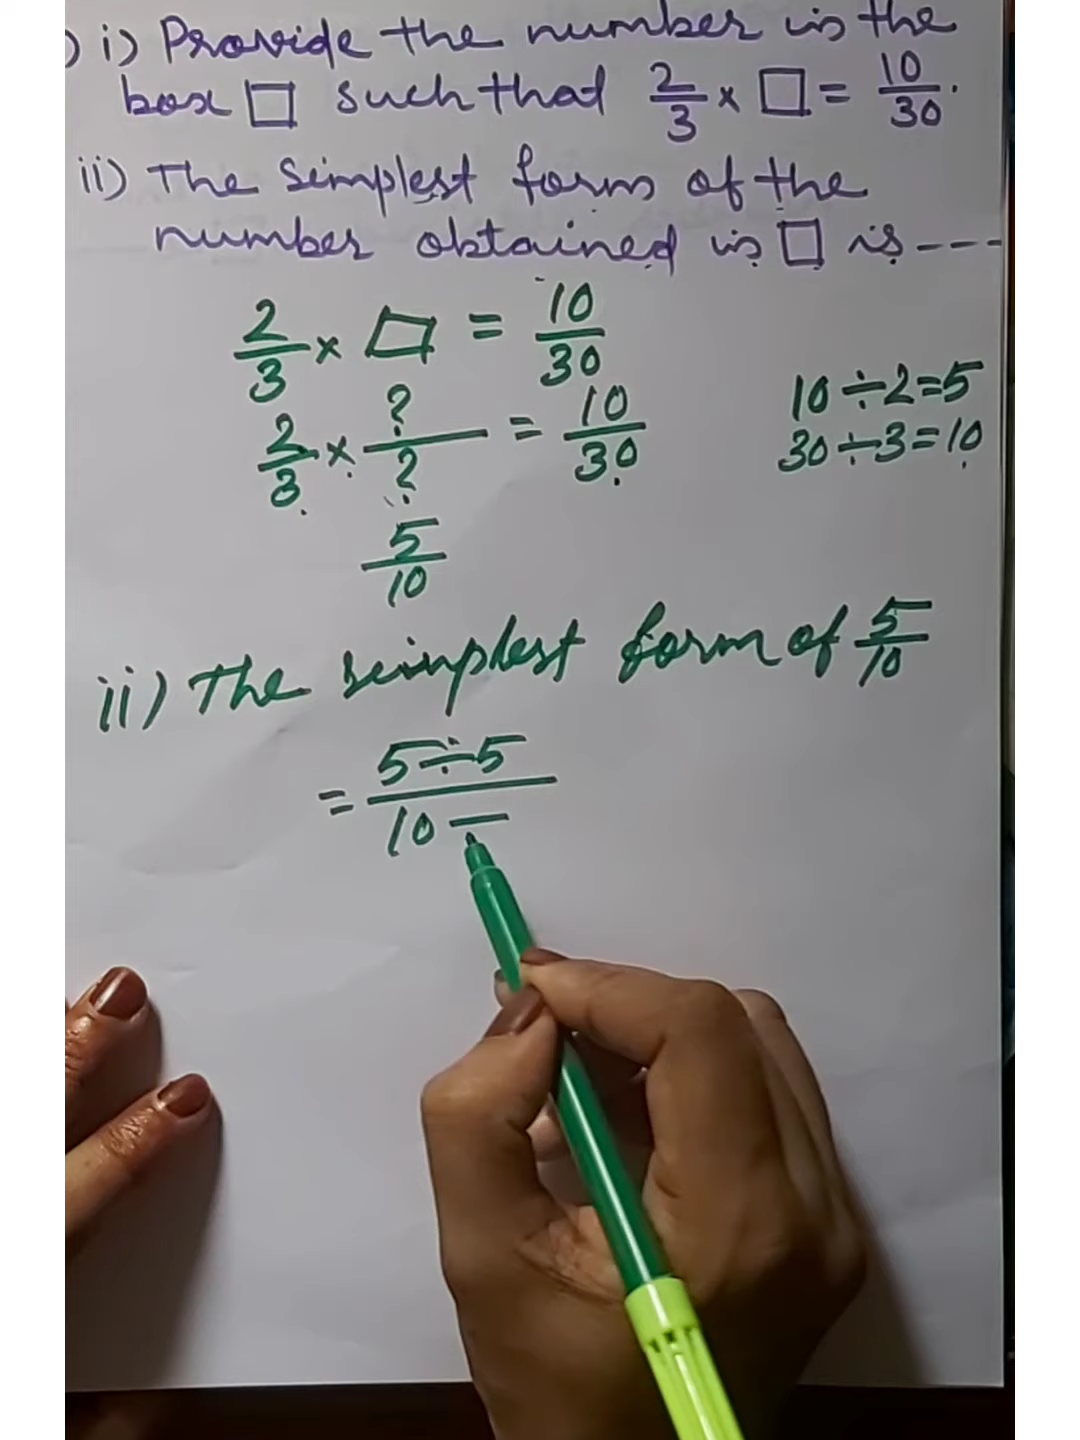 ) i) Provide the number in the
box □ such that 2/3 × □ = 10/30.
ii) The simplest form of the
number obtained in □ is ----
2/3 × □ = 10/30
2/3 × ?/? = 10/30
10 ÷ 2 = 5
30 ÷ 3 = 10
5/10
ii) The simplest form of 5/10
= 5÷5/10 –